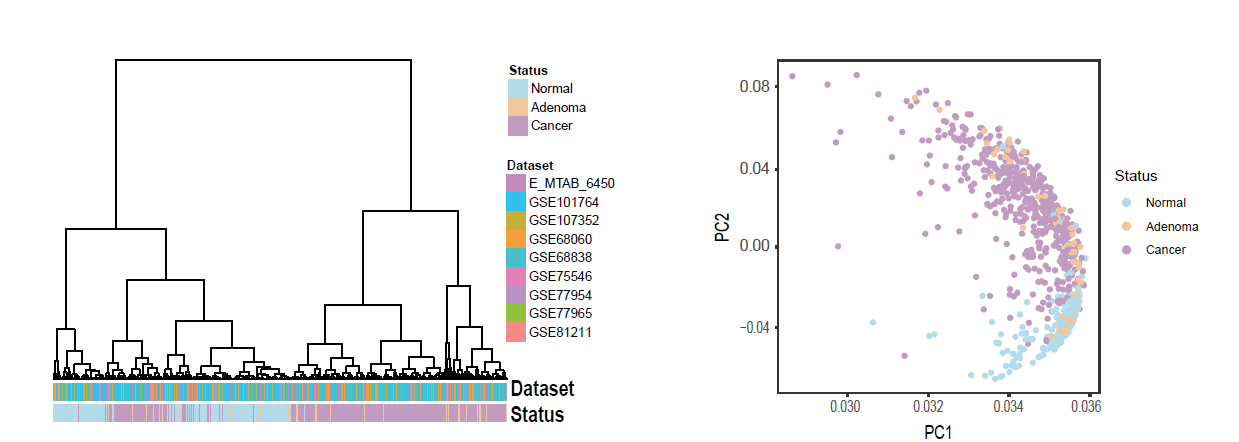 Status
Normal
Adenoma
Cancer
Dataset
E_MTAB_6450
GSE101764
GSE107352
GSE68060
GSE68838
GSE75546
GSE77954
GSE77965
GSE81211
Dataset
Status
0.08
0.04
0.00
−0.04
PC2
0.030
0.032
0.034
0.036
PC1
Status
Normal
Adenoma
Cancer